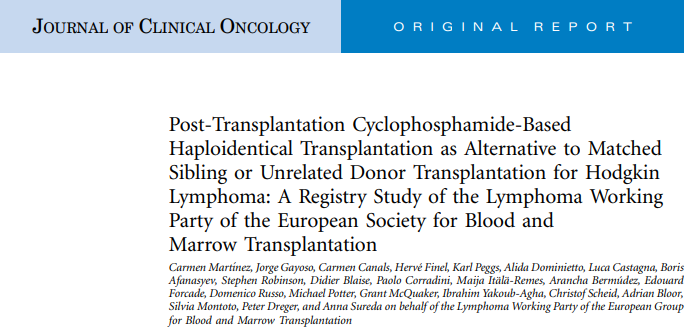 JOURNAL OF CLINICAL ONCOLOGY
ORIGINAL REPORT
Post-Transplantation Cyclophosphamide-Based
Haploidentical Transplantation as Alternative to Matched
Sibling or Unrelated Donor Transplantation for Hodgkin
Lymphoma: A Registry Study of the Lymphoma Working
Party of the European Society for Blood and
Marrow Transplantation
Carmen Martínez, Jorge Gayoso, Carmen Canals, Hervé Finel, Karl Peggs, Alida Dominietto, Luca Castagna, Boris
Afanasyev, Stephen Robinson, Didier Blaise, Paolo Corradini, Maija Itälä-Remes, Arancha Bermúdez, Edouard
Forcade, Domenico Russo, Michael Potter, Grant McQuaker, Ibrahim Yakoub-Agha, Christof Scheid, Adrian Bloor,
Silvia Montoto, Peter Dreger, and Anna Sureda on behalf of the Lymphoma Working Party of the European Group
for Blood and Marrow Transplantation